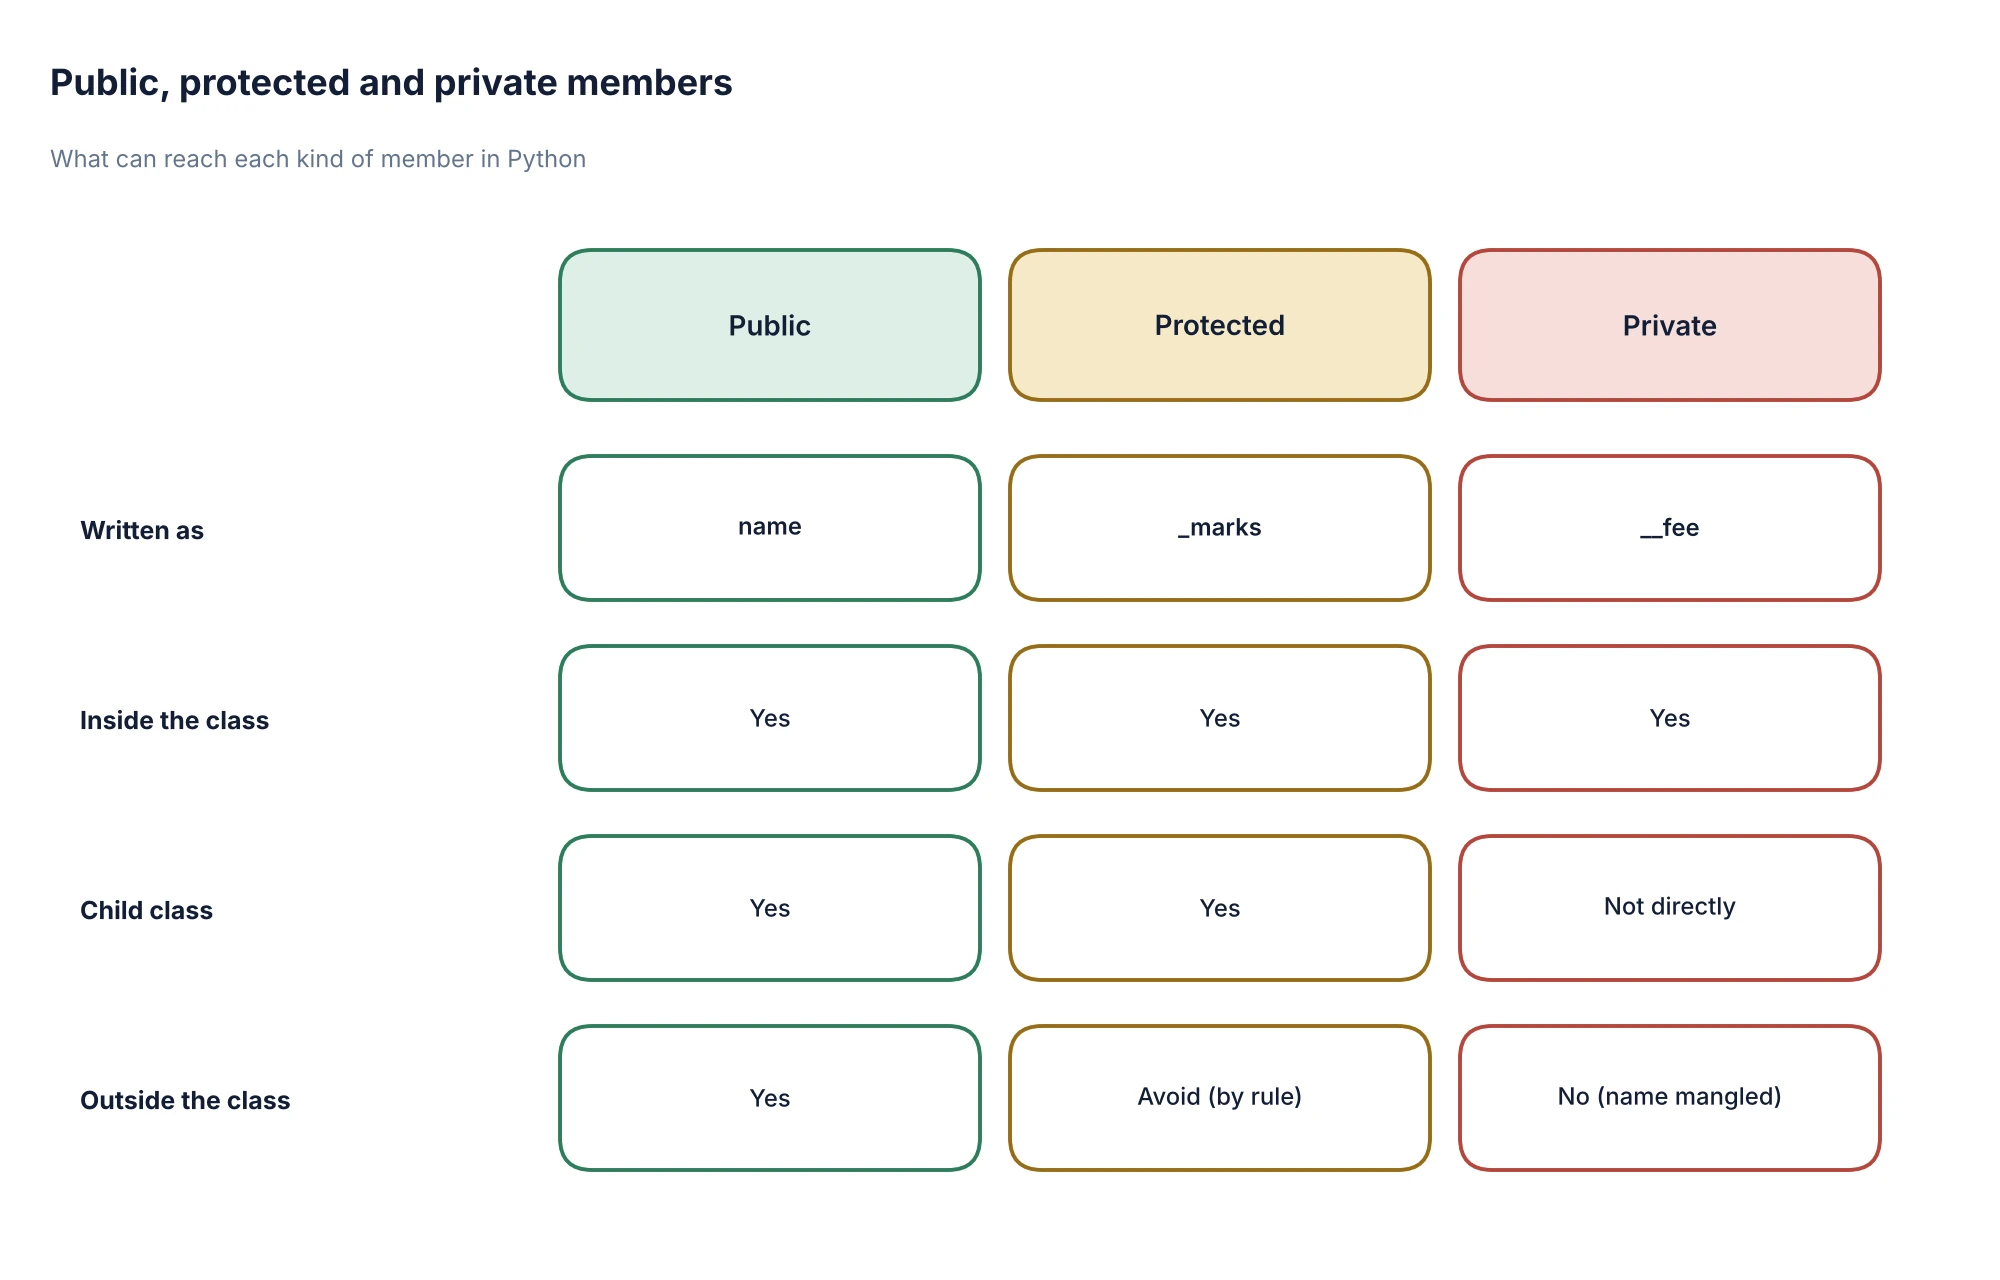 Public, protected and private members
What can reach each kind of member in Python
Public Protected Private
Written as name _marks __fee
Inside the class Yes Yes Yes
Child class Yes Yes Not directly
Outside the class Yes Avoid (by rule) No (name mangled)